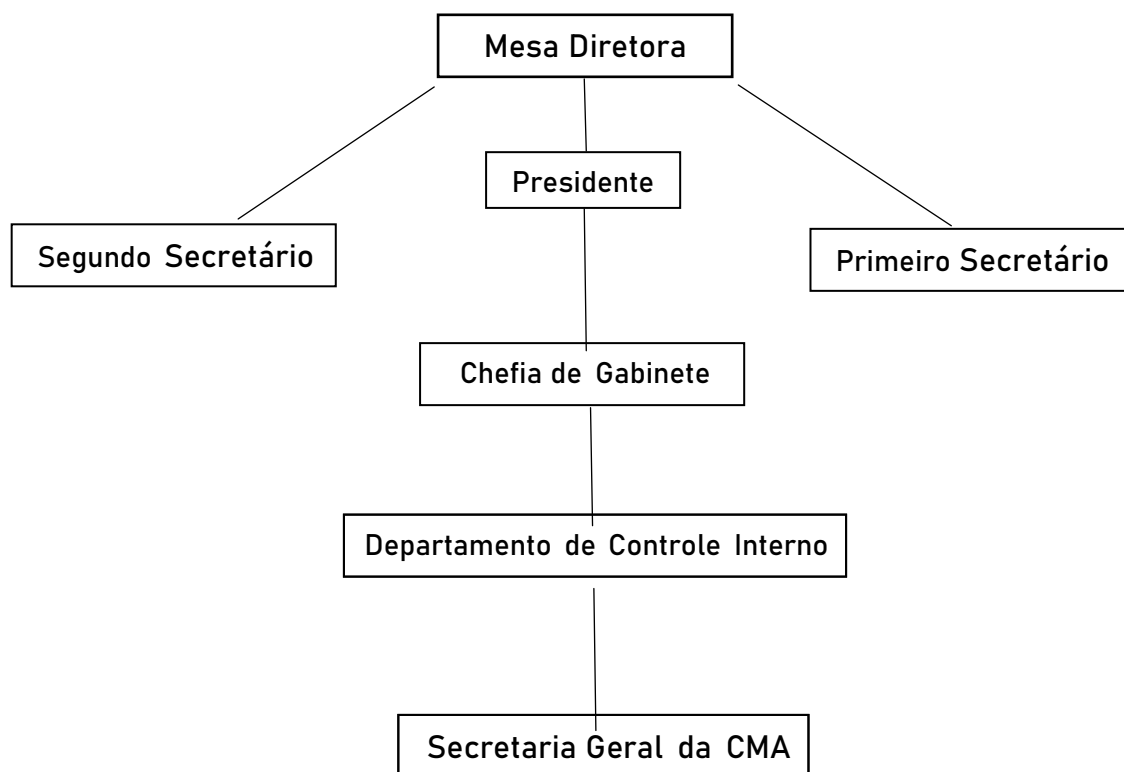 Mesa Diretora
Presidente
Segundo Secretário
Primeiro Secretário
Chefia de Gabinete
Departamento de Controle Interno
Secretaria Geral da CMA